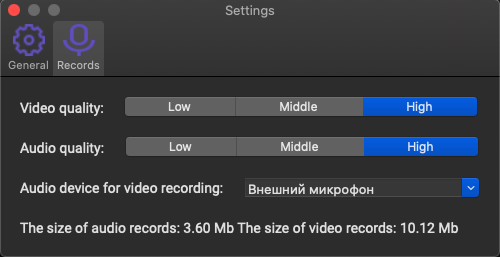 Settings
General Records
Video quality: Low Middle High
Audio quality: Low Middle High
Audio device for video recording: Внешний микрофон
The size of audio records: 3.60 Mb The size of video records: 10.12 Mb